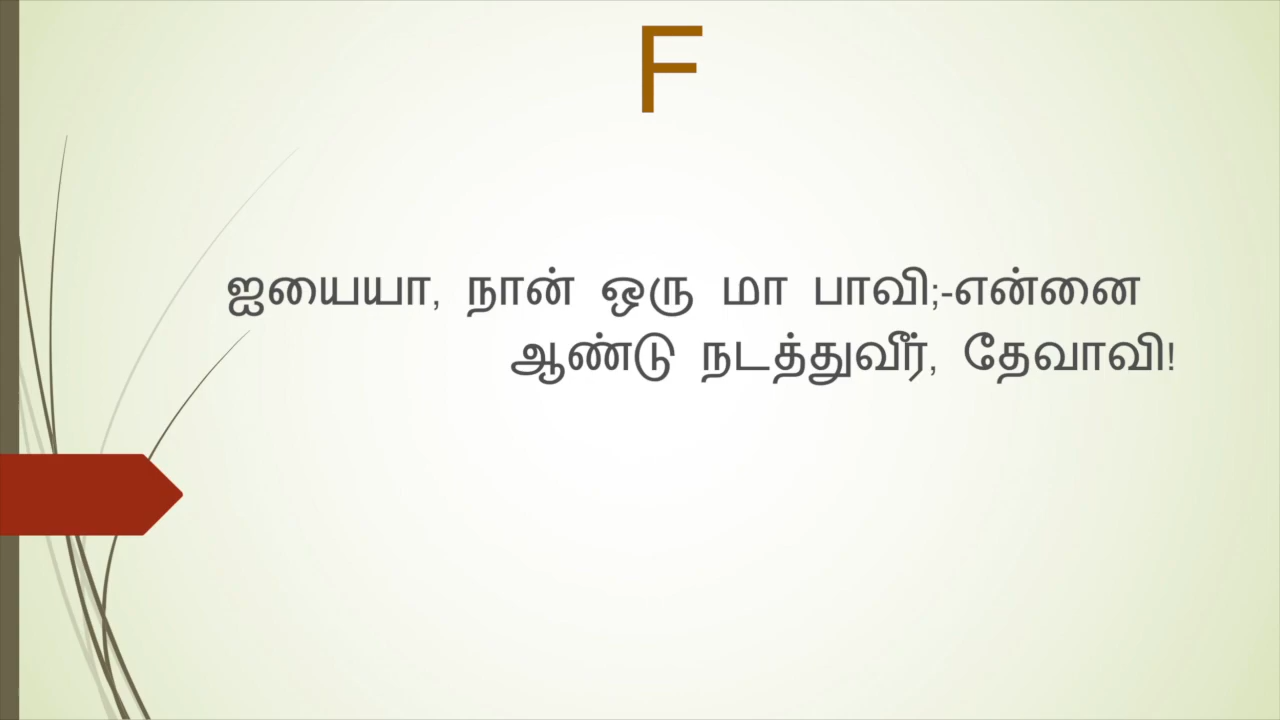 F
ஐயையா, நான் ஒரு மா பாவி;-என்னை
ஆண்டு நடத்துவீர், தேவாவி!